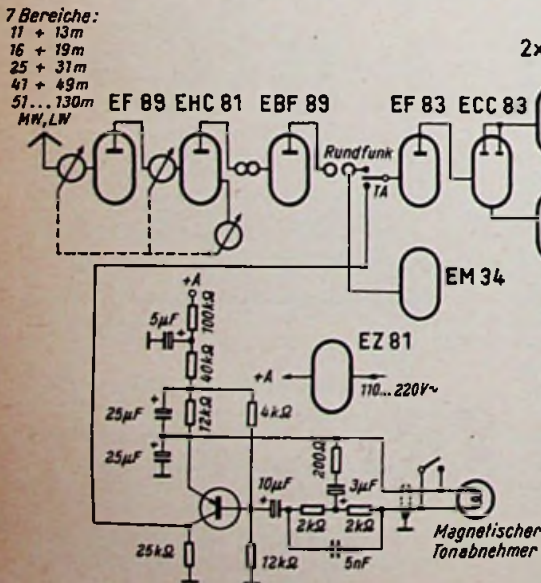 7 Bereiche:
11 + 13m
16 + 19m
25 + 31m
41 + 49m
51...130m
MW, LW
EF 89
EHC 81
EBF 89
EF 83
ECC 83
2x
Rundfunk
TA
EM 34
+A
5µF
+
100kΩ
40kΩ
EZ 81
+A
110...220V~
25µF
+
12kΩ
4kΩ
25µF
+
200Ω
3µF
+
10µF
+
2kΩ
2kΩ
5nF
25kΩ
12kΩ
Magnetischer
Tonabnehmer